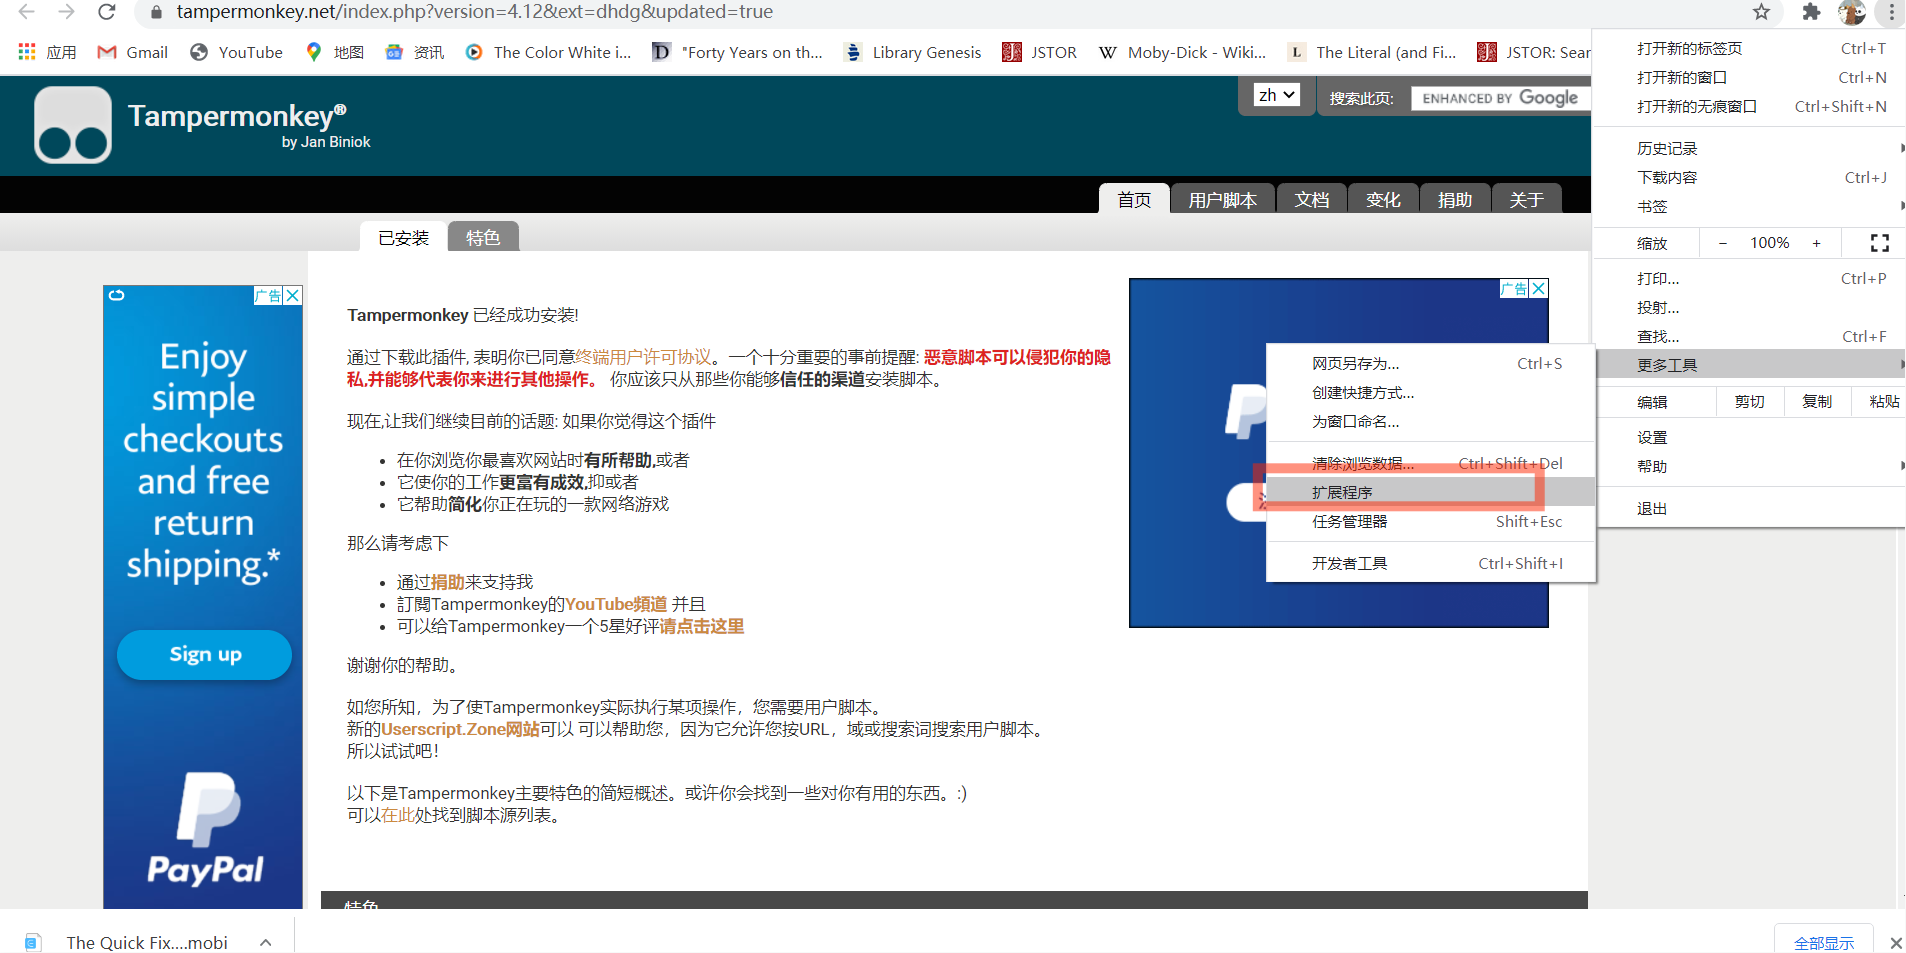 tampermonkey.net/index.php?version=4.12&ext=dhdg&updated=true
应用
Gmail
YouTube
地图
资讯
The Color White i...
"Forty Years on th...
Library Genesis
JSTOR
Moby-Dick - Wiki...
The Literal (and Fi...
JSTOR: Sear
Tampermonkey®
by Jan Biniok
zh
搜索此页:
ENHANCED BY Google
首页
用户脚本
文档
变化
捐助
关于
已安装
特色
广告
Enjoy
simple
checkouts
and free
return
shipping.*
Sign up
PayPal
Tampermonkey 已经成功安装!
通过下载此插件, 表明你已同意终端用户许可协议。一个十分重要的事前提醒: 恶意脚本可以侵犯你的隐
私,并能够代表你来进行其他操作。 你应该只从那些你能够信任的渠道安装脚本。
现在,让我们继续目前的话题: 如果你觉得这个插件
在你浏览你最喜欢网站时有所帮助,或者
它使你的工作更富有成效,抑或者
它帮助简化你正在玩的一款网络游戏
那么请考虑下
通过捐助来支持我
訂閱Tampermonkey的YouTube頻道 并且
可以给Tampermonkey一个5星好评请点击这里
谢谢你的帮助。
如您所知，为了使Tampermonkey实际执行某项操作，您需要用户脚本。
新的Userscript.Zone网站可以 可以帮助您，因为它允许您按URL，域或搜索词搜索用户脚本。
所以试试吧！
以下是Tampermonkey主要特色的简短概述。或许你会找到一些对你有用的东西。:)
可以在此处找到脚本源列表。
特色
广告
网页另存为... Ctrl+S
创建快捷方式...
为窗口命名...
清除浏览数据... Ctrl+Shift+Del
扩展程序
任务管理器 Shift+Esc
开发者工具 Ctrl+Shift+I
打开新的标签页 Ctrl+T
打开新的窗口 Ctrl+N
打开新的无痕窗口 Ctrl+Shift+N
历史记录
下载内容 Ctrl+J
书签
缩放 − 100% +
打印... Ctrl+P
投射...
查找... Ctrl+F
更多工具
编辑 剪切 复制 粘贴
设置
帮助
退出
The Quick Fix....mobi
全部显示